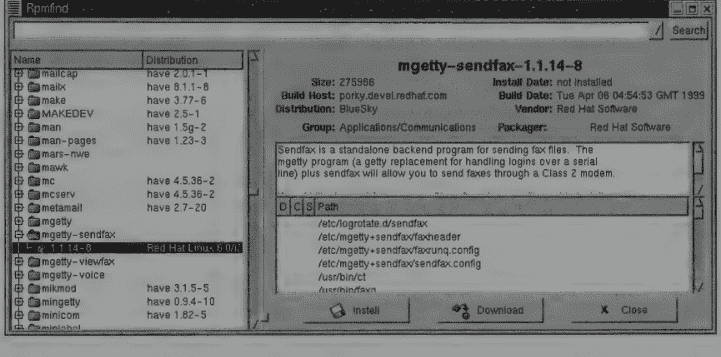 Rpmfind
Search
Name Distribution
mailcap have 2.0.1-1
mailx have 8.1.1-8
make have 3.77-6
MAKEDEV have 2.5-1
man have 1.5g-2
man-pages have 1.23-3
mars-nwe
mawk
mc have 4.5.36-2
mcserv have 4.5.36-2
metamail have 2.7-20
mgetty
mgetty-sendfax
1.1.14-8 Red Hat Linux 6.0/i
mgetty-viewfax
mgetty-voice
mikmod have 3.1.5-5
mingetty have 0.9.4-10
minicom have 1.82-5
minlabel
mgetty-sendfax-1.1.14-8
Size: 275966 Install Date: not installed
Build Host: porky.devel.redhat.com Build Date: Tue Apr 06 04:54:53 GMT 1999
Distribution: BlueSky Vendor: Red Hat Software
Group: Applications/Communications Packager: Red Hat Software
Sendfax is a standalone backend program for sending fax files. The
mgetty program (a getty replacement for handling logins over a serial
line) plus sendfax will allow you to send faxes through a Class 2 modem.
D C S Path
/etc/logrotate.d/sendfax
/etc/mgetty+sendfax/faxheader
/etc/mgetty+sendfax/faxrunq.config
/etc/mgetty+sendfax/sendfax.config
/usr/bin/ct
/usr/bin/faxq
Install Download Close